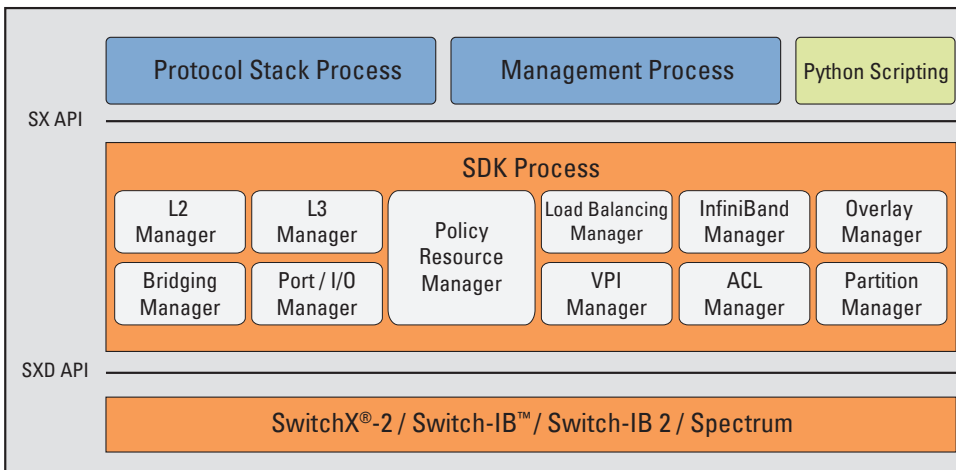 Protocol Stack Process
Management Process
Python Scripting
SX API
SDK Process
L2
Manager
L3
Manager
Policy
Resource
Manager
Load Balancing
Manager
InfiniBand
Manager
Overlay
Manager
Bridging
Manager
Port / I/O
Manager
VPI
Manager
ACL
Manager
Partition
Manager
SXD API
SwitchX®-2 / Switch-IB™/ Switch-IB 2 / Spectrum